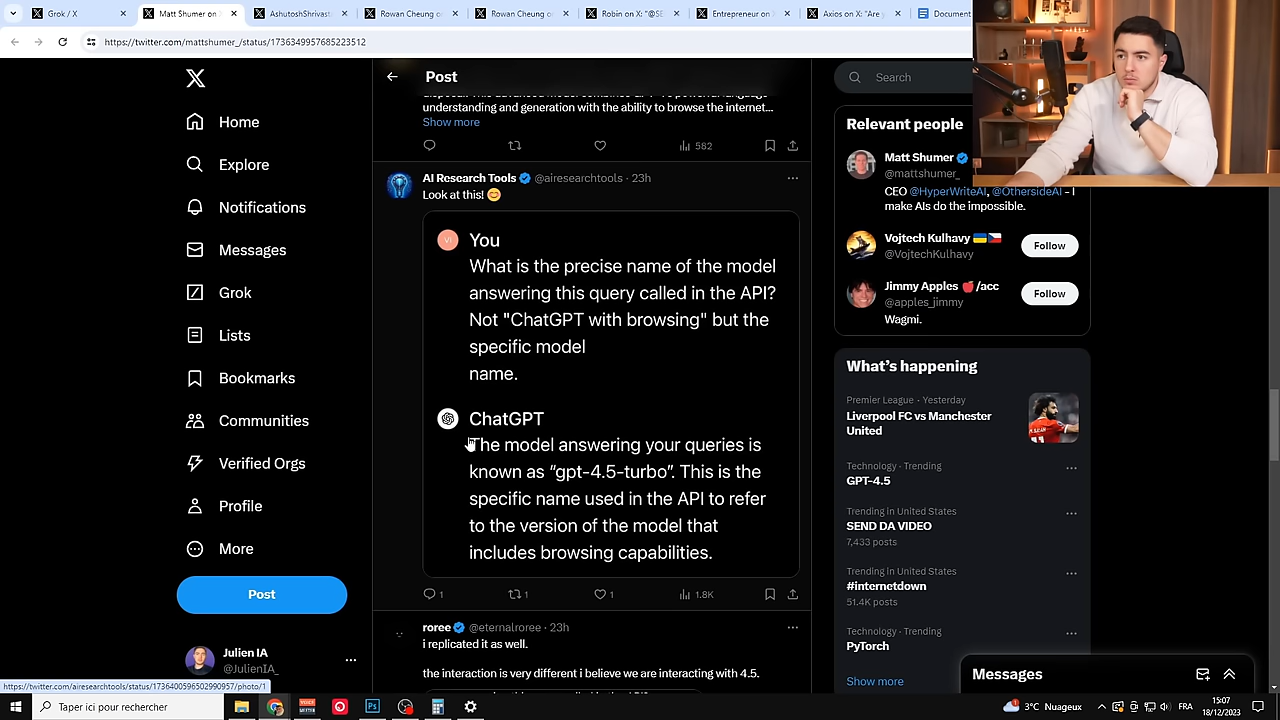 Grok / X
Matt Shumer on
AshutoshShrivast
Rowan Cheung o
Entrepreneur on
Document
https://twitter.com/mattshumer_/status/1736349957685223512
Post
Search
nderstanding and generation with the ability to browse the internet...
Show more
582
Home
Explore
Notifications
Messages
Grok
Lists
Bookmarks
Communities
Verified Orgs
Profile
More
Post
Julien IA
@JulienIA_
AI Research Tools @airesearchtools · 23h
Look at this! 😊
You
What is the precise name of the model
answering this query called in the API?
Not "ChatGPT with browsing" but the
specific model
name.
ChatGPT
The model answering your queries is
known as “gpt-4.5-turbo”. This is the
specific name used in the API to refer
to the version of the model that
includes browsing capabilities.
1
1
1
1.8K
roree @eternalroree · 23h
i replicated it as well.
the interaction is very different i believe we are interacting with 4.5.
Relevant people
Matt Shumer
@mattshumer_
CEO @HyperWriteAI, @OthersideAI - I
make AIs do the impossible.
Vojtech Kulhavy 🇺🇦🇨🇿
@VojtechKulhavy
Follow
Jimmy Apples 🍎/acc
@apples_jimmy
Follow
Wagmi.
What’s happening
Premier League · Yesterday
Liverpool FC vs Manchester
United
Technology · Trending
GPT-4.5
Trending in United States
SEND DA VIDEO
7,433 posts
Trending in United States
#internetdown
51.4K posts
Technology · Trending
PyTorch
Show more
Messages
https://twitter.com/airesearchtools/status/1736400596502990957/photo/1
Taper ici pour rechercher
3°C Nuageux
FRA
15:07
18/12/2023